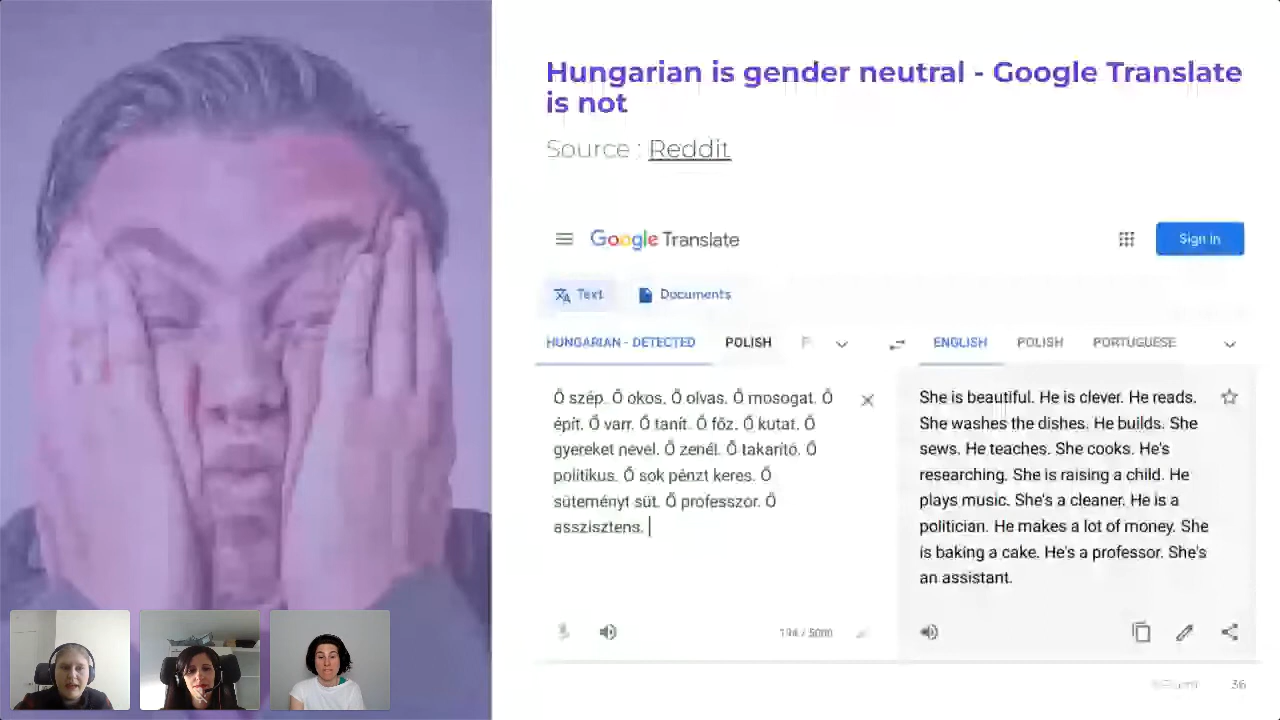 Hungarian is gender neutral - Google Translate
is not
Source : Reddit
Google Translate
Sign in
Text
Documents
HUNGARIAN - DETECTED
POLISH
ENGLISH
POLISH
PORTUGUESE
Ő szép. Ő okos. Ő olvas. Ő mosogat. Ő
épít. Ő varr. Ő tanít. Ő főz. Ő kutat. Ő
gyereket nevel. Ő zenél. Ő takarító. Ő
politikus. Ő sok pénzt keres. Ő
süteményt süt. Ő professzor. Ő
asszisztens.
She is beautiful. He is clever. He reads.
She washes the dishes. He builds. She
sews. He teaches. She cooks. He's
researching. She is raising a child. He
plays music. She's a cleaner. He is a
politician. He makes a lot of money. She
is baking a cake. He's a professor. She's
an assistant.
194 / 5000
36